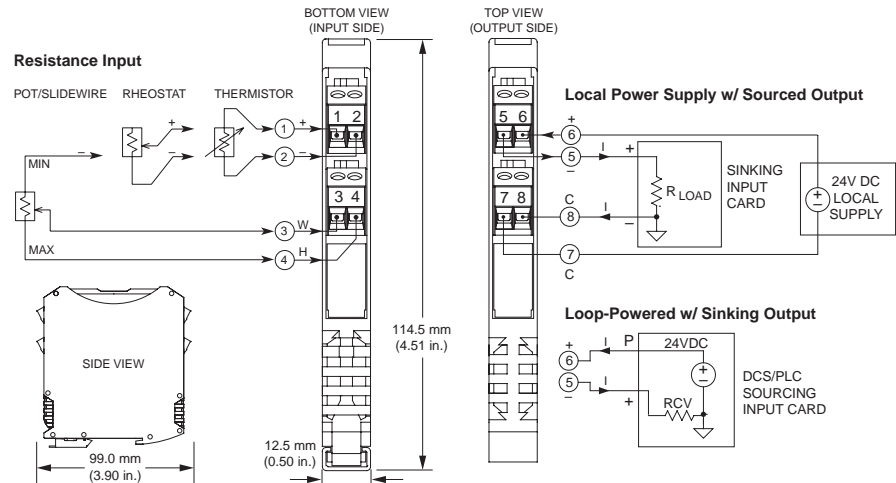 BOTTOM VIEW
(INPUT SIDE)
TOP VIEW
(OUTPUT SIDE)
Resistance Input
POT/SLIDEWIRE
RHEOSTAT
THERMISTOR
MIN
–
+
–
1
+
2
–
3
W
4
H
MAX
1 2
3 4
SIDE VIEW
99.0 mm
(3.90 in.)
12.5 mm
(0.50 in.)
114.5 mm
(4.51 in.)
5 6
7 8
Local Power Supply w/ Sourced Output
+
6
5
–
I
+
R LOAD
SINKING
INPUT
CARD
C
8
I
–
7
C
+
–
24V DC
LOCAL
SUPPLY
Loop-Powered w/ Sinking Output
+
6
I
P
24VDC
5
–
I
+
RCV
+
–
DCS/PLC
SOURCING
INPUT CARD